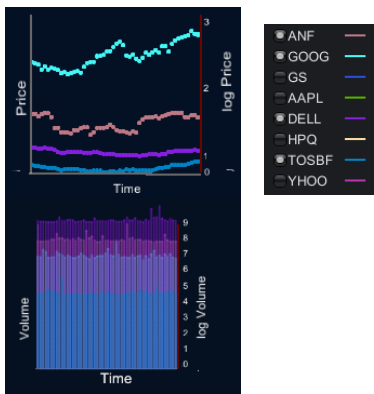 3
2
1
0
Price
log Price
Time
9
8
7
6
5
4
3
2
1
0
Volume
log Volume
Time
ANF
GOOG
GS
AAPL
DELL
HPQ
TOSBF
YHOO